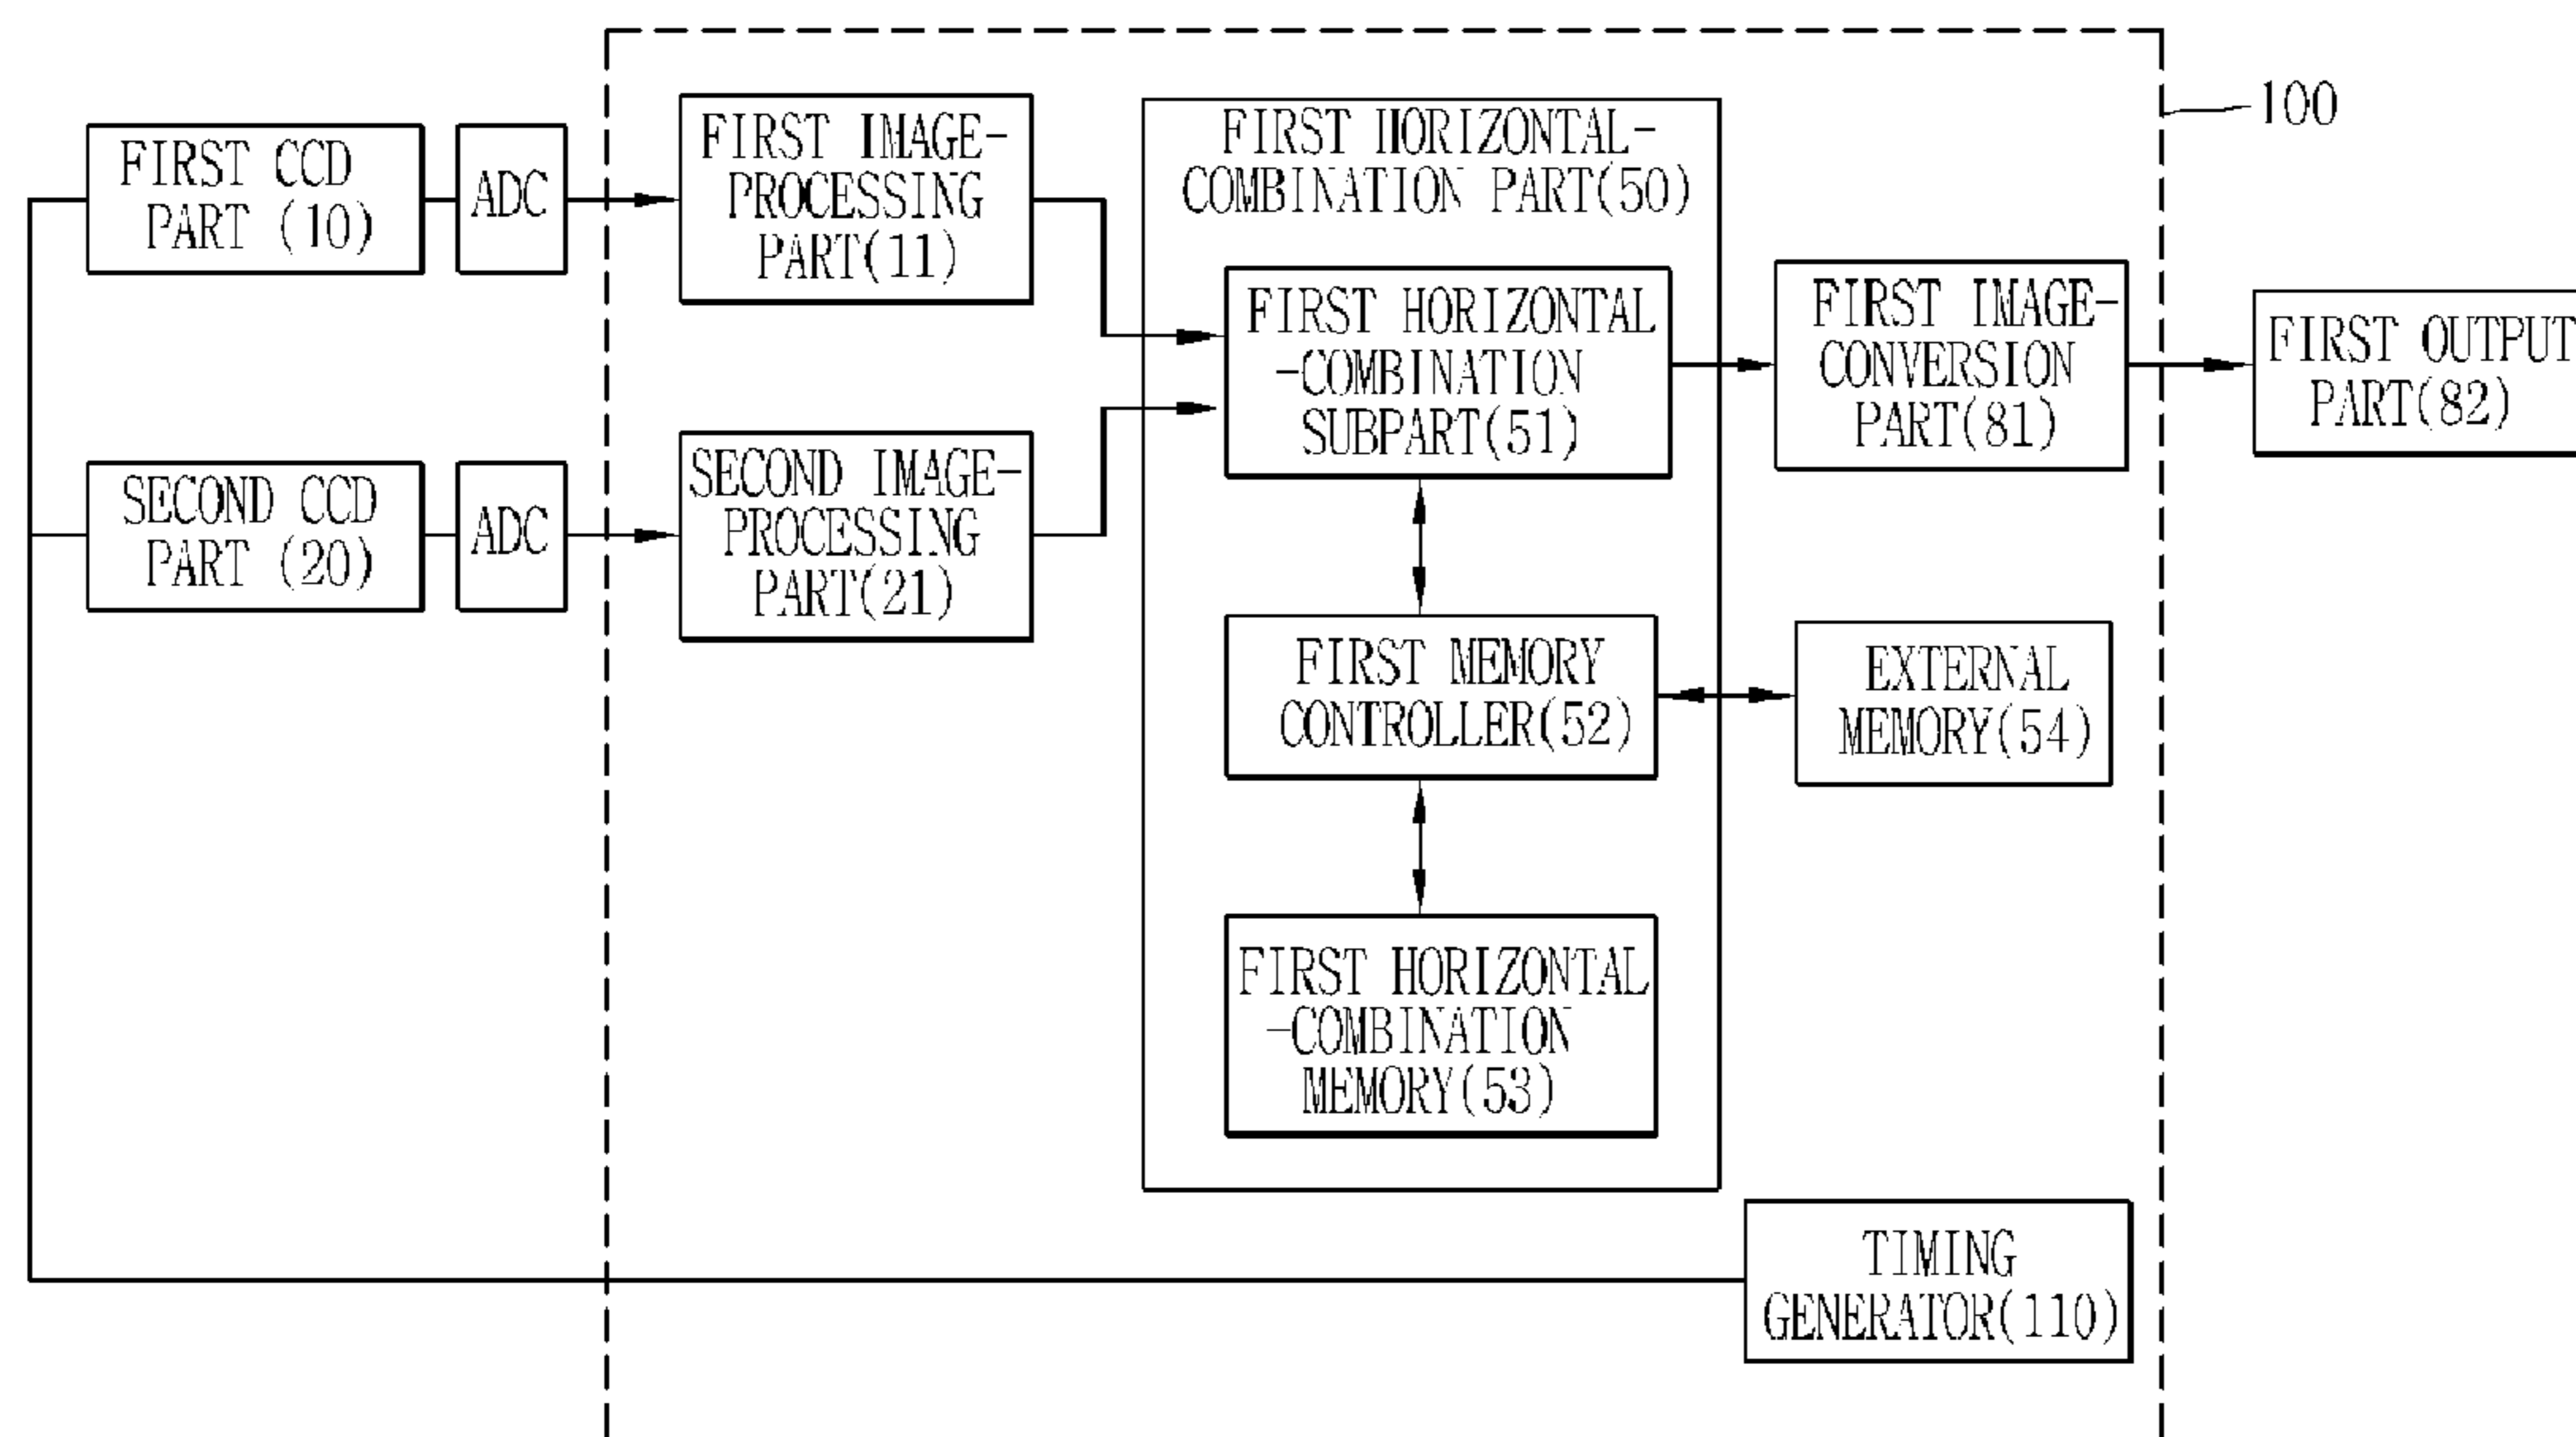 FIRST CCD
PART (10)
ADC
FIRST IMAGE-
PROCESSING
PART(11)
FIRST HORIZONTAL-
COMBINATION PART(50)
100
FIRST HORIZONTAL
-COMBINATION
SUBPART(51)
FIRST IMAGE-
CONVERSION
PART(81)
FIRST OUTPUT
PART(82)
SECOND CCD
PART (20)
ADC
SECOND IMAGE-
PROCESSING
PART(21)
FIRST MEMORY
CONTROLLER(52)
EXTERNAL
MEMORY(54)
FIRST HORIZONTAL
-COMBINATION
MEMORY(53)
TIMING
GENERATOR(110)